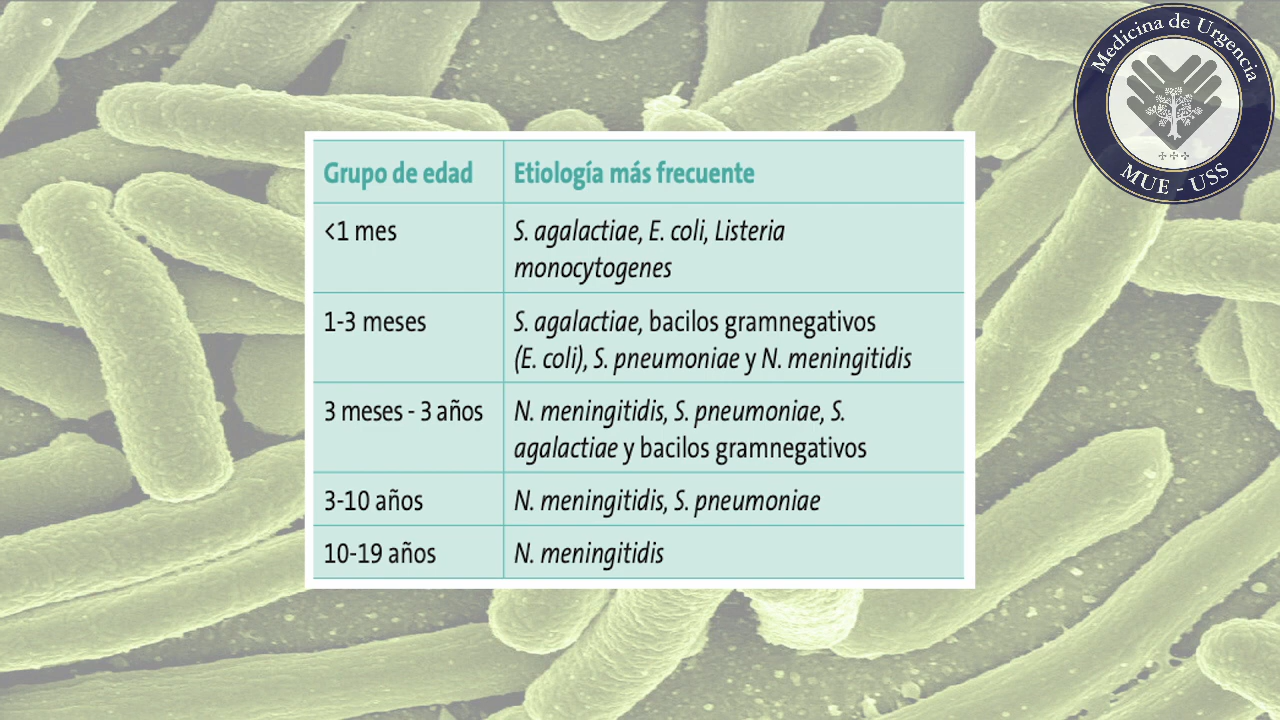 Medicina de Urgencia
MUE - USS
Grupo de edad
Etiología más frecuente
<1 mes
S. agalactiae, E. coli, Listeria
monocytogenes
1-3 meses
S. agalactiae, bacilos gramnegativos
(E. coli), S. pneumoniae y N. meningitidis
3 meses - 3 años
N. meningitidis, S. pneumoniae, S.
agalactiae y bacilos gramnegativos
3-10 años
N. meningitidis, S. pneumoniae
10-19 años
N. meningitidis